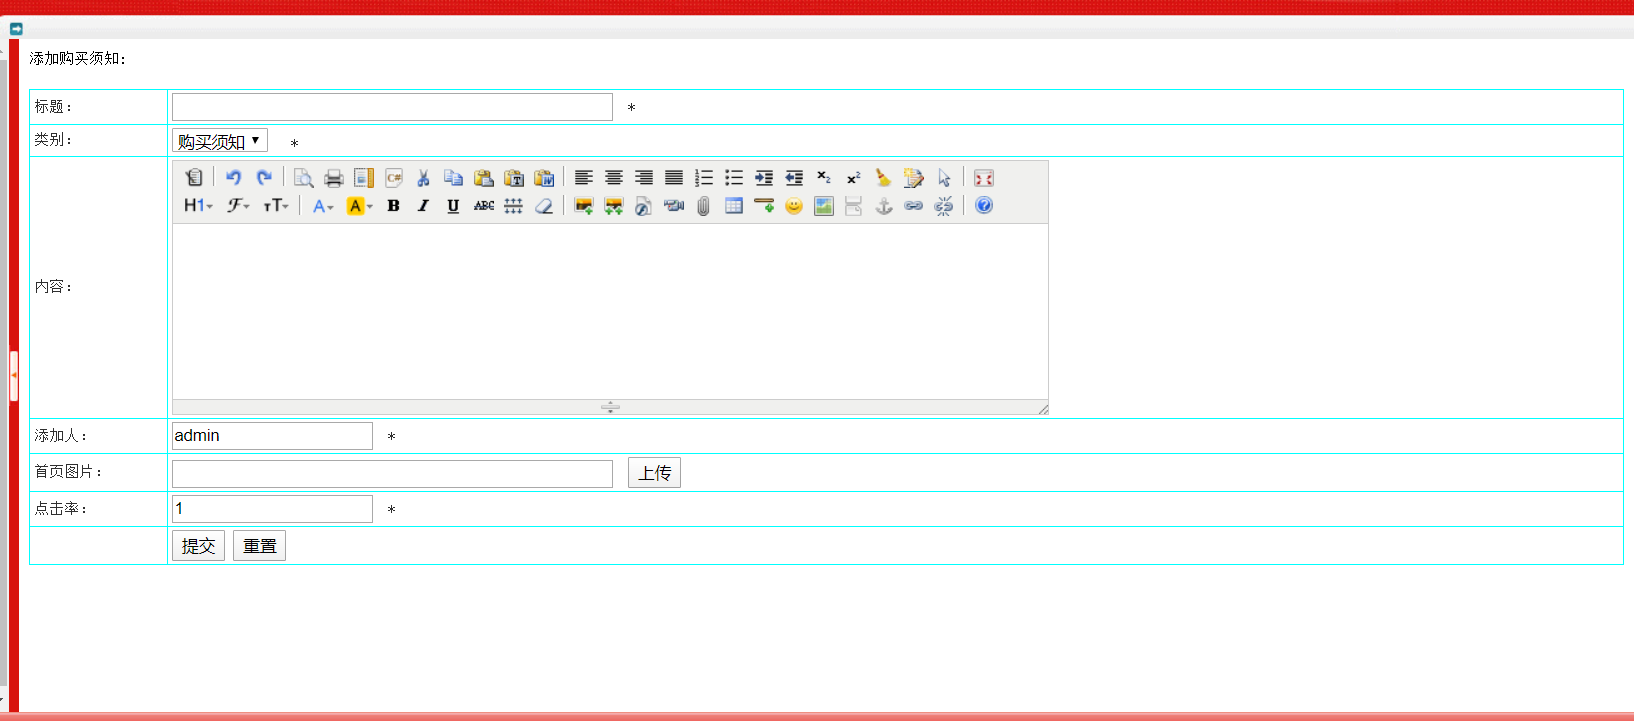 添加购买须知:
标题: *
类别: 购买须知 *
H1 F TT A A B I U ABC
内容:
添加人: admin *
首页图片: 上传
点击率: 1 *
提交 重置